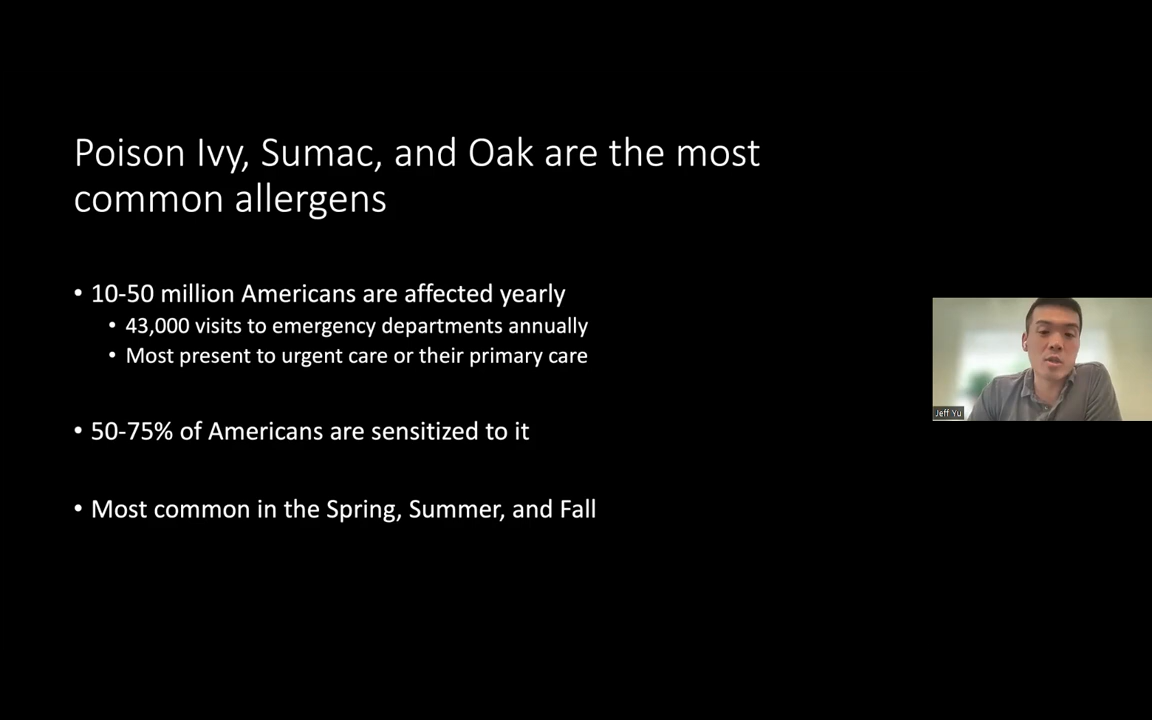 Poison Ivy, Sumac, and Oak are the most
common allergens
• 10-50 million Americans are affected yearly
• 43,000 visits to emergency departments annually
• Most present to urgent care or their primary care
• 50-75% of Americans are sensitized to it
• Most common in the Spring, Summer, and Fall
Jeff Yu